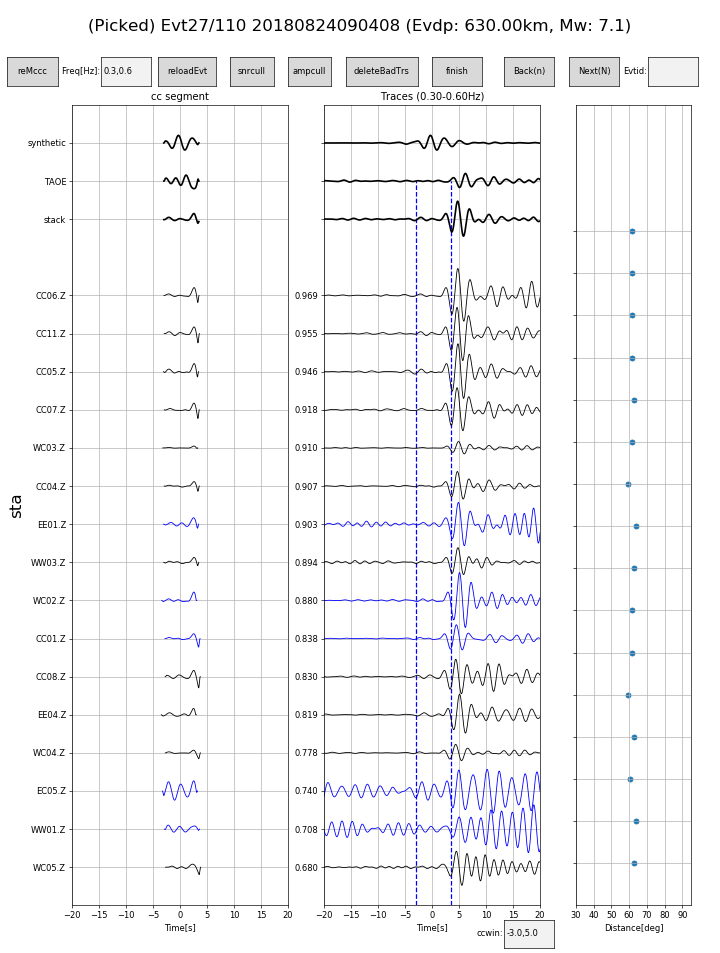 (Picked) Evt27/110 20180824090408 (Evdp: 630.00km, Mw: 7.1)
reMccc Freq[Hz]: 0.3,0.6 reloadEvt snrcull ampcull deleteBadTrs finish Back(n) Next(N) Evtid:
cc segment Traces (0.30-0.60Hz)
synthetic
TAOE
stack
CC06.Z 0.969
CC11.Z 0.955
CC05.Z 0.946
CC07.Z 0.918
WC03.Z 0.910
CC04.Z 0.907
EE01.Z 0.903
WW03.Z 0.894
WC02.Z 0.880
CC01.Z 0.838
CC08.Z 0.830
EE04.Z 0.819
WC04.Z 0.778
EC05.Z 0.740
WW01.Z 0.708
WC05.Z 0.680
sta
−20 −15 −10 −5 0 5 10 15 20 −20 −15 −10 −5 0 5 10 15 20 30 40 50 60 70 80 90
Time[s] Time[s] Distance[deg]
ccwin: -3.0,5.0